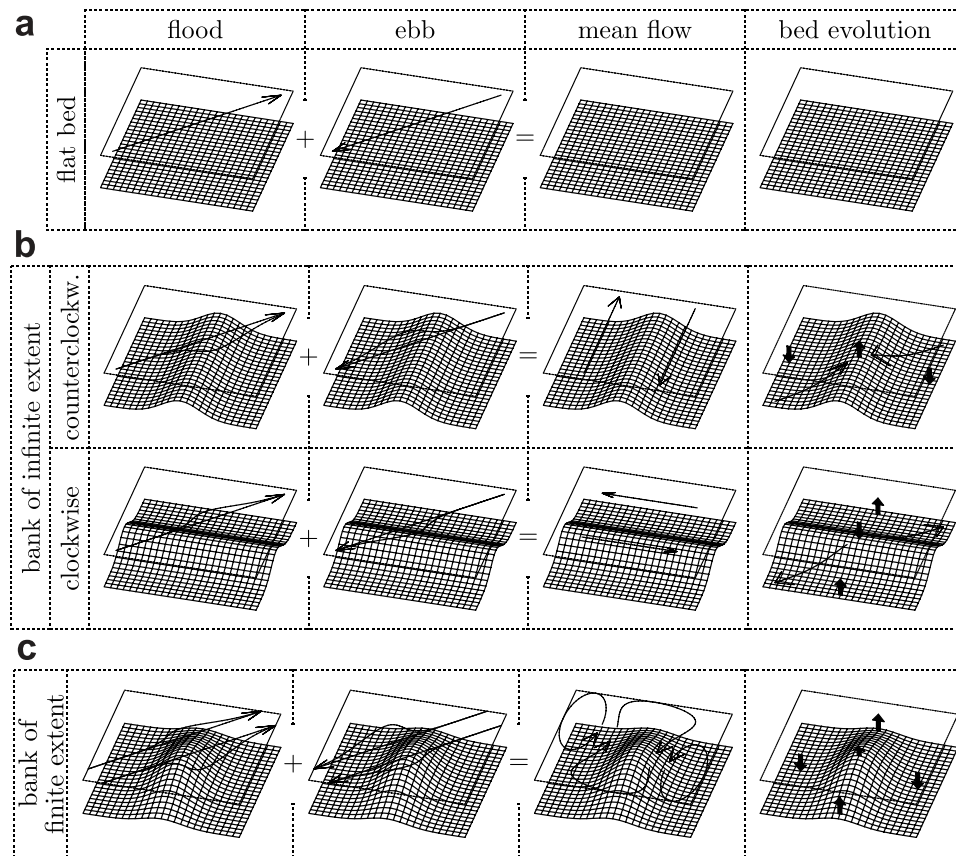 a
flood ebb mean flow bed evolution
flat bed
+ =
b
bank of infinite extent
counterclockw.
+ =
clockwise
+ =
c
bank of
finite extent
+ =